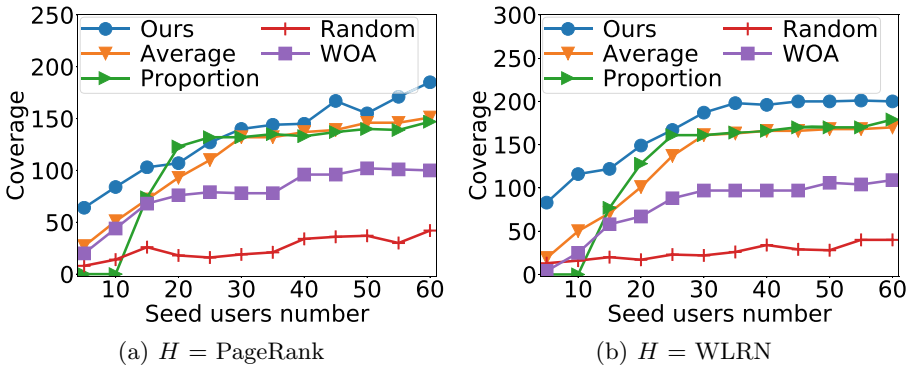 250
200
150
100
50
0
Coverage
Ours
Average
Proportion
Random
WOA
10 20 30 40 50 60
Seed users number
(a) H = PageRank
300
250
200
150
100
50
0
Coverage
Ours
Average
Proportion
Random
WOA
10 20 30 40 50 60
Seed users number
(b) H = WLRN